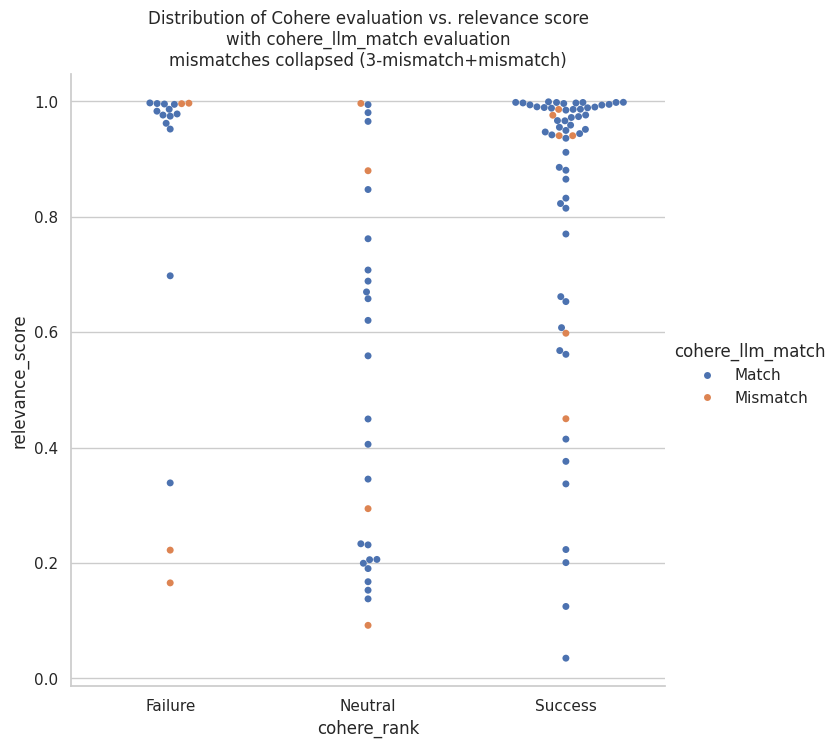 Distribution of Cohere evaluation vs. relevance score
with cohere_llm_match evaluation
mismatches collapsed (3-mismatch+mismatch)
relevance_score
1.0
0.8
0.6
0.4
0.2
0.0
Failure
Neutral
Success
cohere_rank
cohere_llm_match
Match
Mismatch